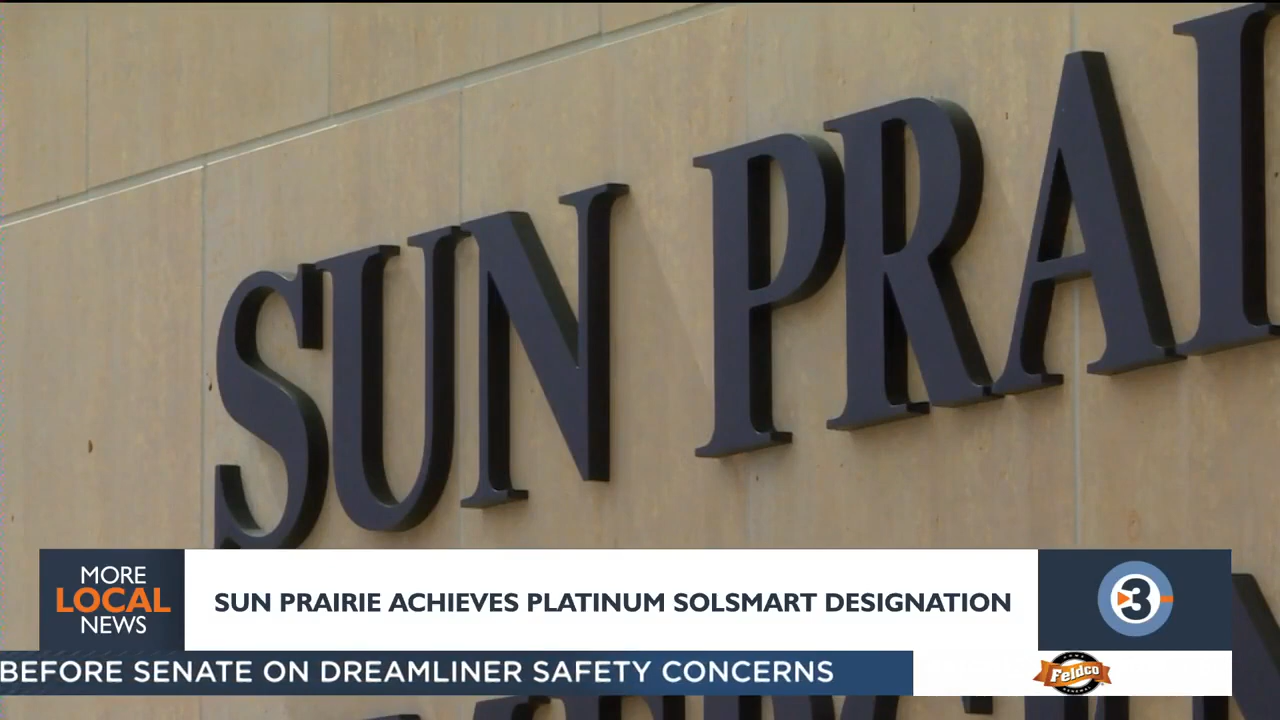 SUN PRAI
MORE
LOCAL
NEWS
SUN PRAIRIE ACHIEVES PLATINUM SOLSMART DESIGNATION
3
BEFORE SENATE ON DREAMLINER SAFETY CONCERNS
Feldco